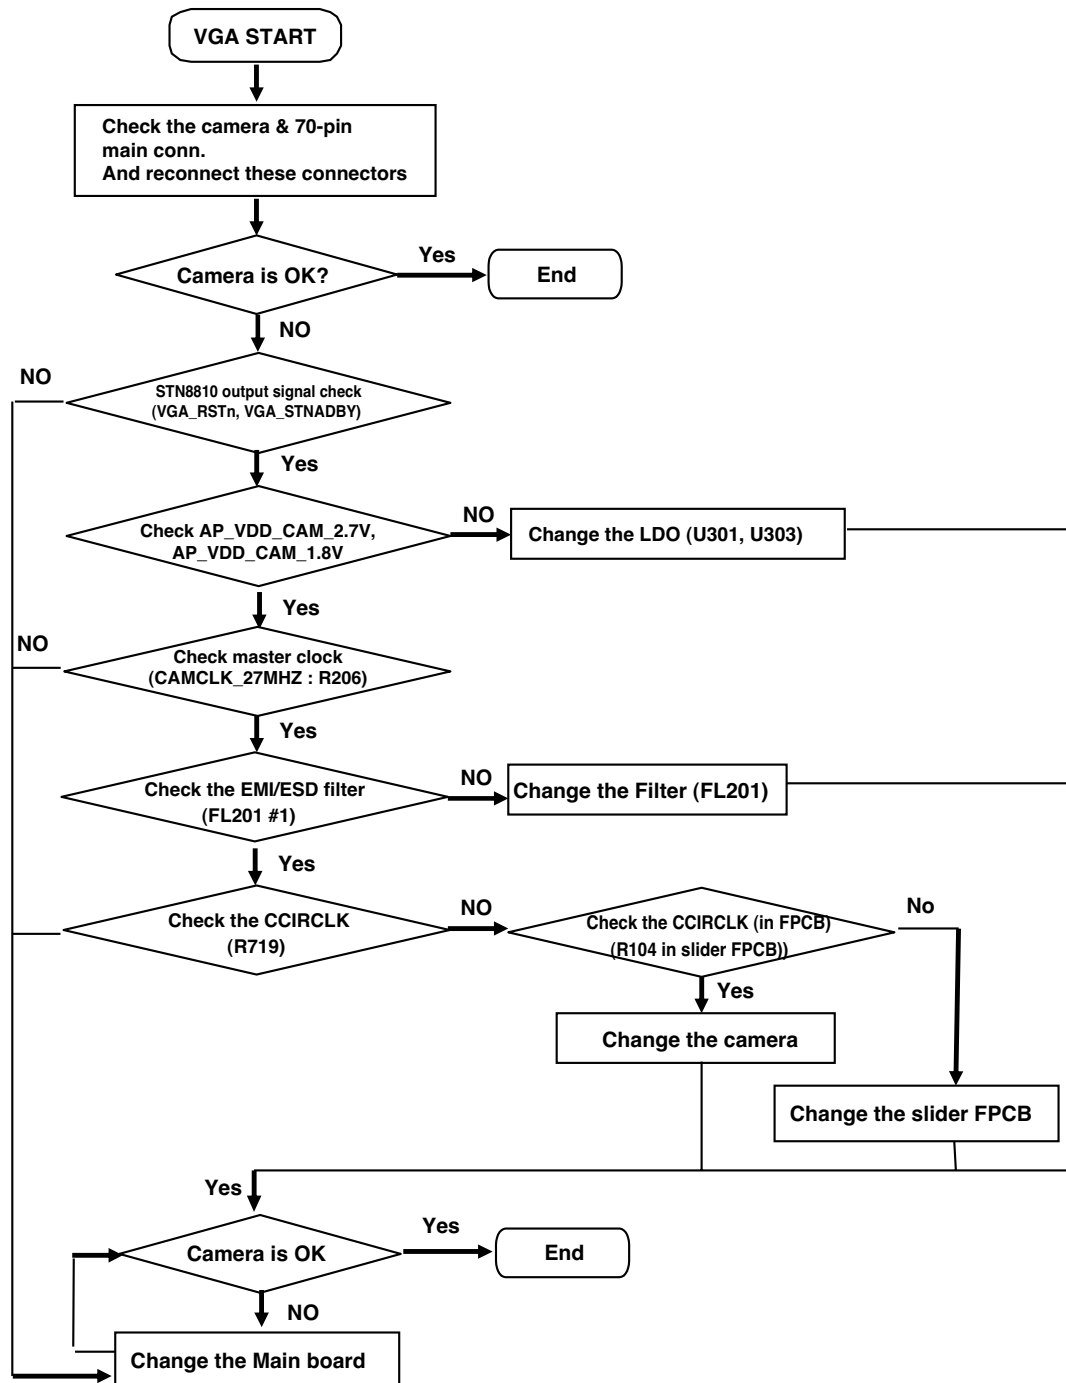 VGA START
Check the camera & 70-pin
main conn.
And reconnect these connectors
Camera is OK?
Yes
End
NO
NO
STN8810 output signal check
(VGA_RSTn, VGA_STNADBY)
Yes
Check AP_VDD_CAM_2.7V,
AP_VDD_CAM_1.8V
NO
Change the LDO (U301, U303)
Yes
NO
Check master clock
(CAMCLK_27MHZ : R206)
Yes
Check the EMI/ESD filter
(FL201 #1)
NO
Change the Filter (FL201)
Yes
Check the CCIRCLK
(R719)
NO
Check the CCIRCLK (in FPCB)
(R104 in slider FPCB))
No
Yes
Change the camera
Change the slider FPCB
Yes
Camera is OK
Yes
End
NO
Change the Main board